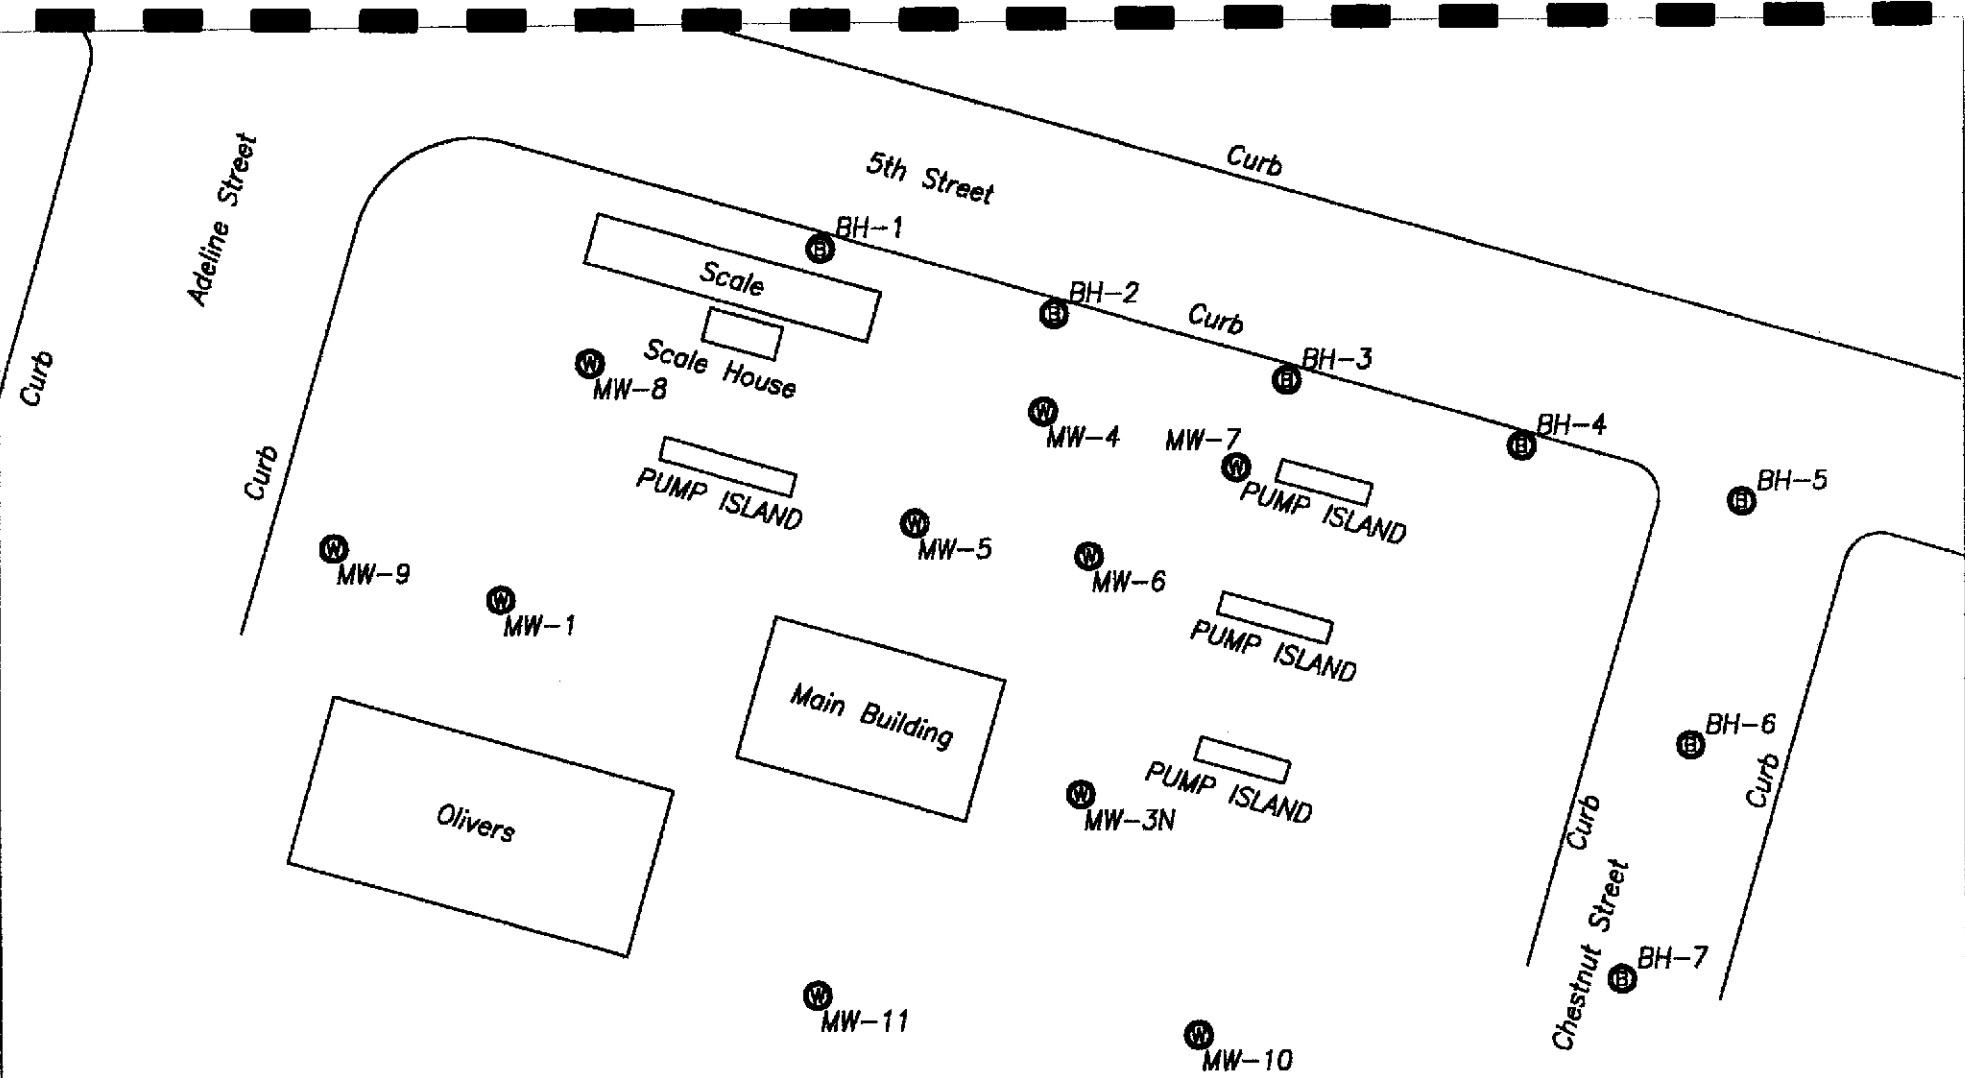 Curb
5th Street
Adeline Street
BH-1
Scale
BH-2
Curb
Scale House
Curb
BH-3
MW-8
MW-4
MW-7
BH-4
Curb
PUMP ISLAND
PUMP ISLAND
BH-5
MW-5
MW-6
MW-9
MW-1
PUMP ISLAND
Main Building
BH-6
Curb
PUMP ISLAND
Olivers
MW-3N
Curb
Chestnut Street
BH-7
MW-11
MW-10
W
W
W
W
W
W
W
W
W
W